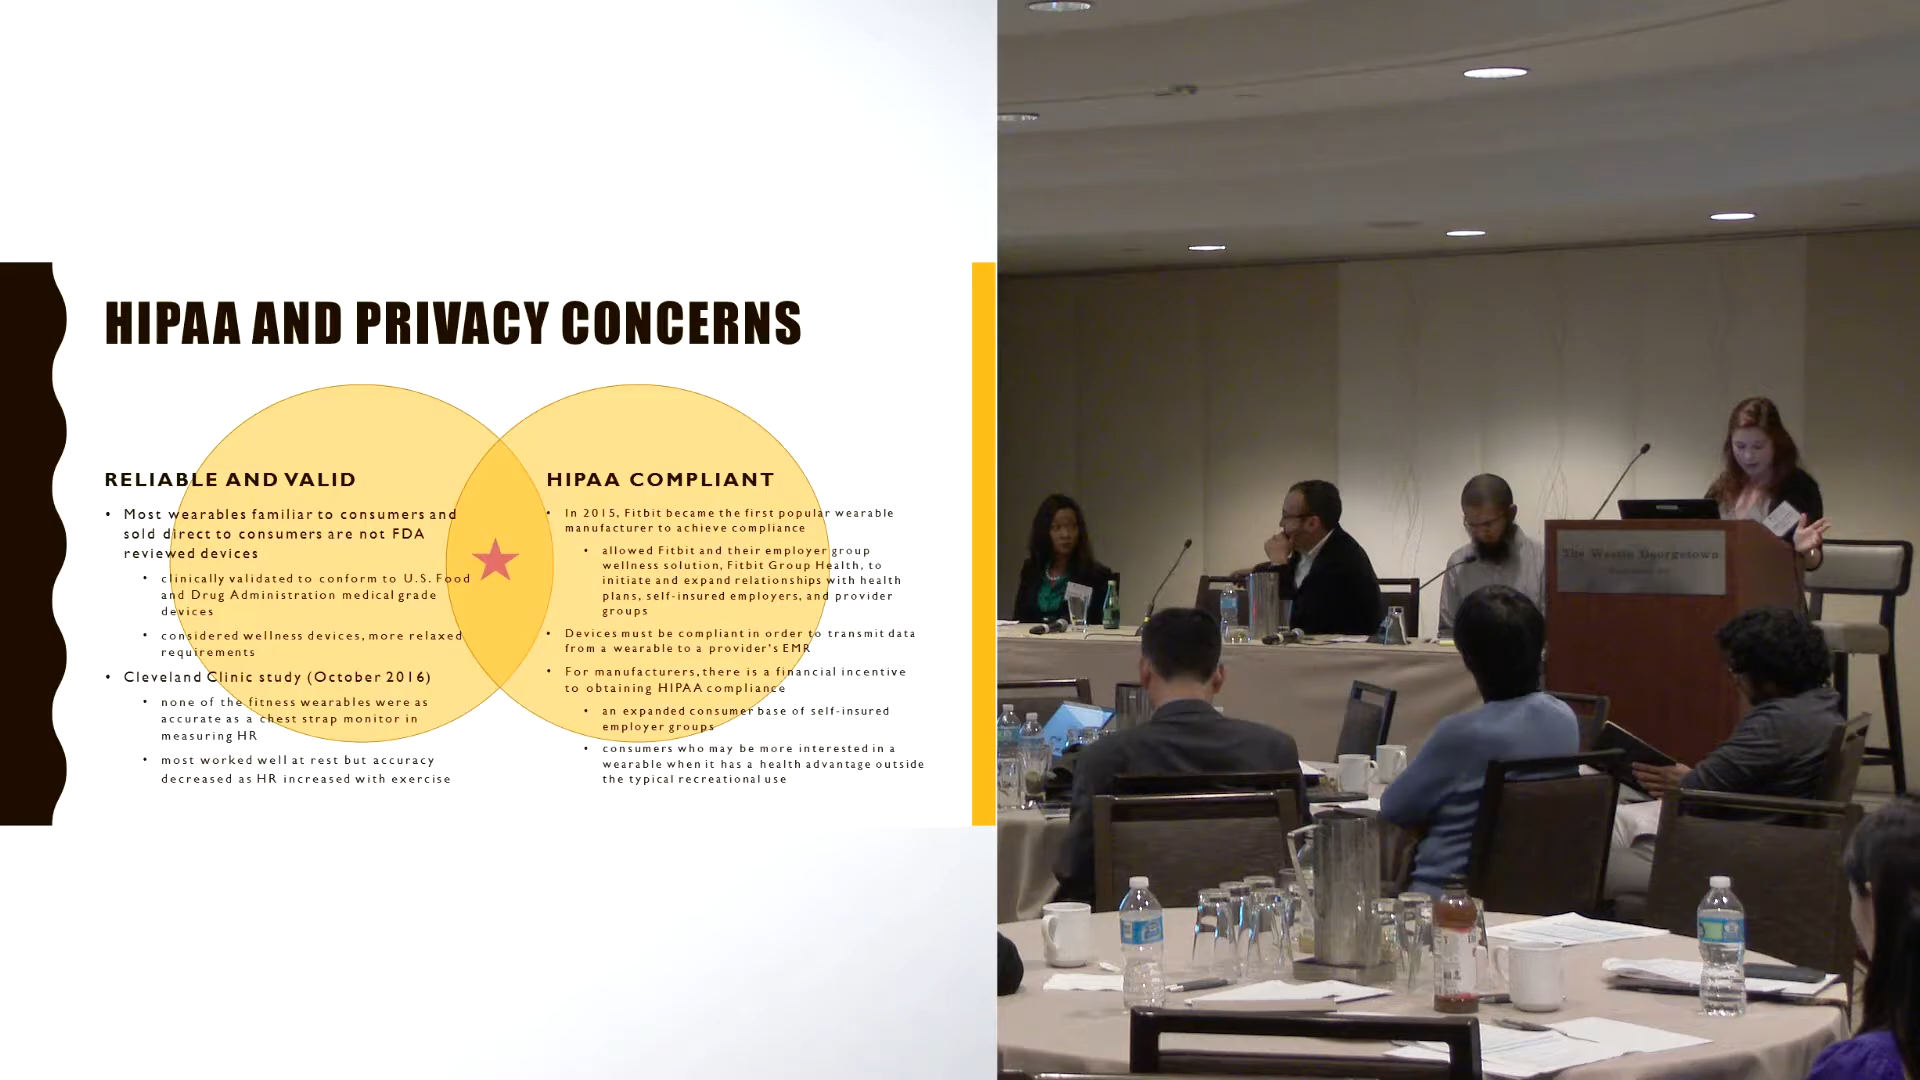 HIPAA AND PRIVACY CONCERNS
RELIABLE AND VALID
• Most wearables familiar to consumers and
sold direct to consumers are not FDA
reviewed devices
• clinically validated to conform to U.S. Food
and Drug Administration medical grade
devices
• considered wellness devices, more relaxed
requirements
• Cleveland Clinic study (October 2016)
• none of the fitness wearables were as
accurate as a chest strap monitor in
measuring HR
• most worked well at rest but accuracy
decreased as HR increased with exercise
HIPAA COMPLIANT
• In 2015, Fitbit became the first popular wearable
manufacturer to achieve compliance
• allowed Fitbit and their employer group
wellness solution, Fitbit Group Health, to
initiate and expand relationships with health
plans, self-insured employers, and provider
groups
• Devices must be compliant in order to transmit data
from a wearable to a provider's EMR
• For manufacturers, there is a financial incentive
to obtaining HIPAA compliance
• an expanded consumer base of self-insured
employer groups
• consumers who may be more interested in a
wearable when it has a health advantage outside
the typical recreational use
The Westin Georgetown